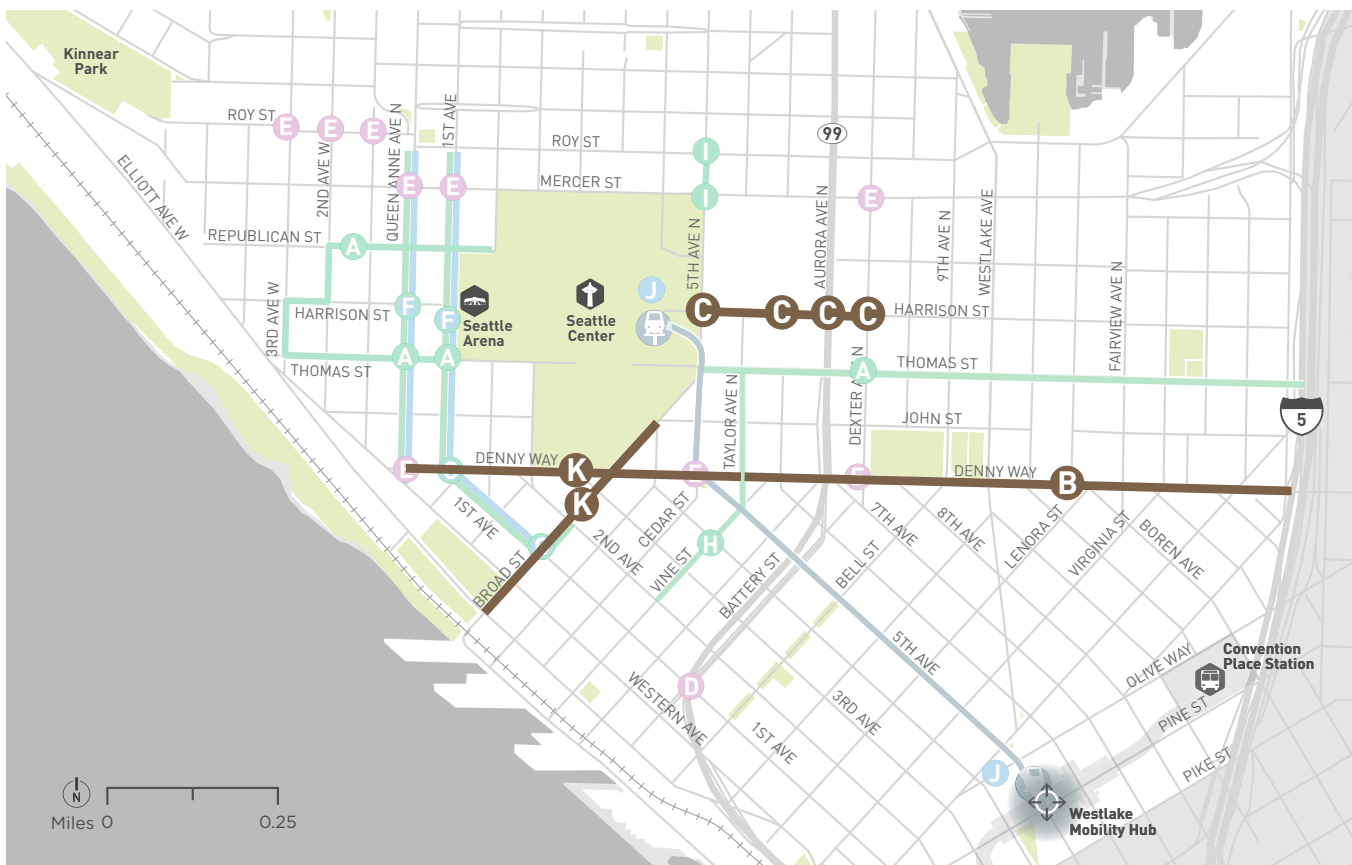 Kinnear
Park
ROY ST
E
E
E
QUEEN ANNE AVE N
1ST AVE
99
ROY ST
I
ELLIOTT AVE W
2ND AVE W
E
E
MERCER ST
I
E
REPUBLICAN ST
A
5TH AVE N
AURORA AVE N
9TH AVE N
WESTLAKE AVE
3RD AVE W
HARRISON ST
F
F
Seattle
Arena
Seattle
Center
J
C
C
C
C
HARRISON ST
FAIRVIEW AVE N
THOMAS ST
A
A
TAYLOR AVE N
DEXTER AVE N
A
THOMAS ST
JOHN ST
5
E
DENNY WAY
K
E
E
DENNY WAY
B
1ST AVE
K
BROAD ST
2ND AVE
CEDAR ST
VINE ST
H
BATTERY ST
BELL ST
7TH AVE
8TH AVE
LENORA ST
VIRGINIA ST
BOREN AVE
D
WESTERN AVE
1ST AVE
3RD AVE
5TH AVE
OLIVE WAY
Convention
Place Station
PINE ST
PIKE ST
J
Westlake
Mobility Hub
N
Miles 0 0.25